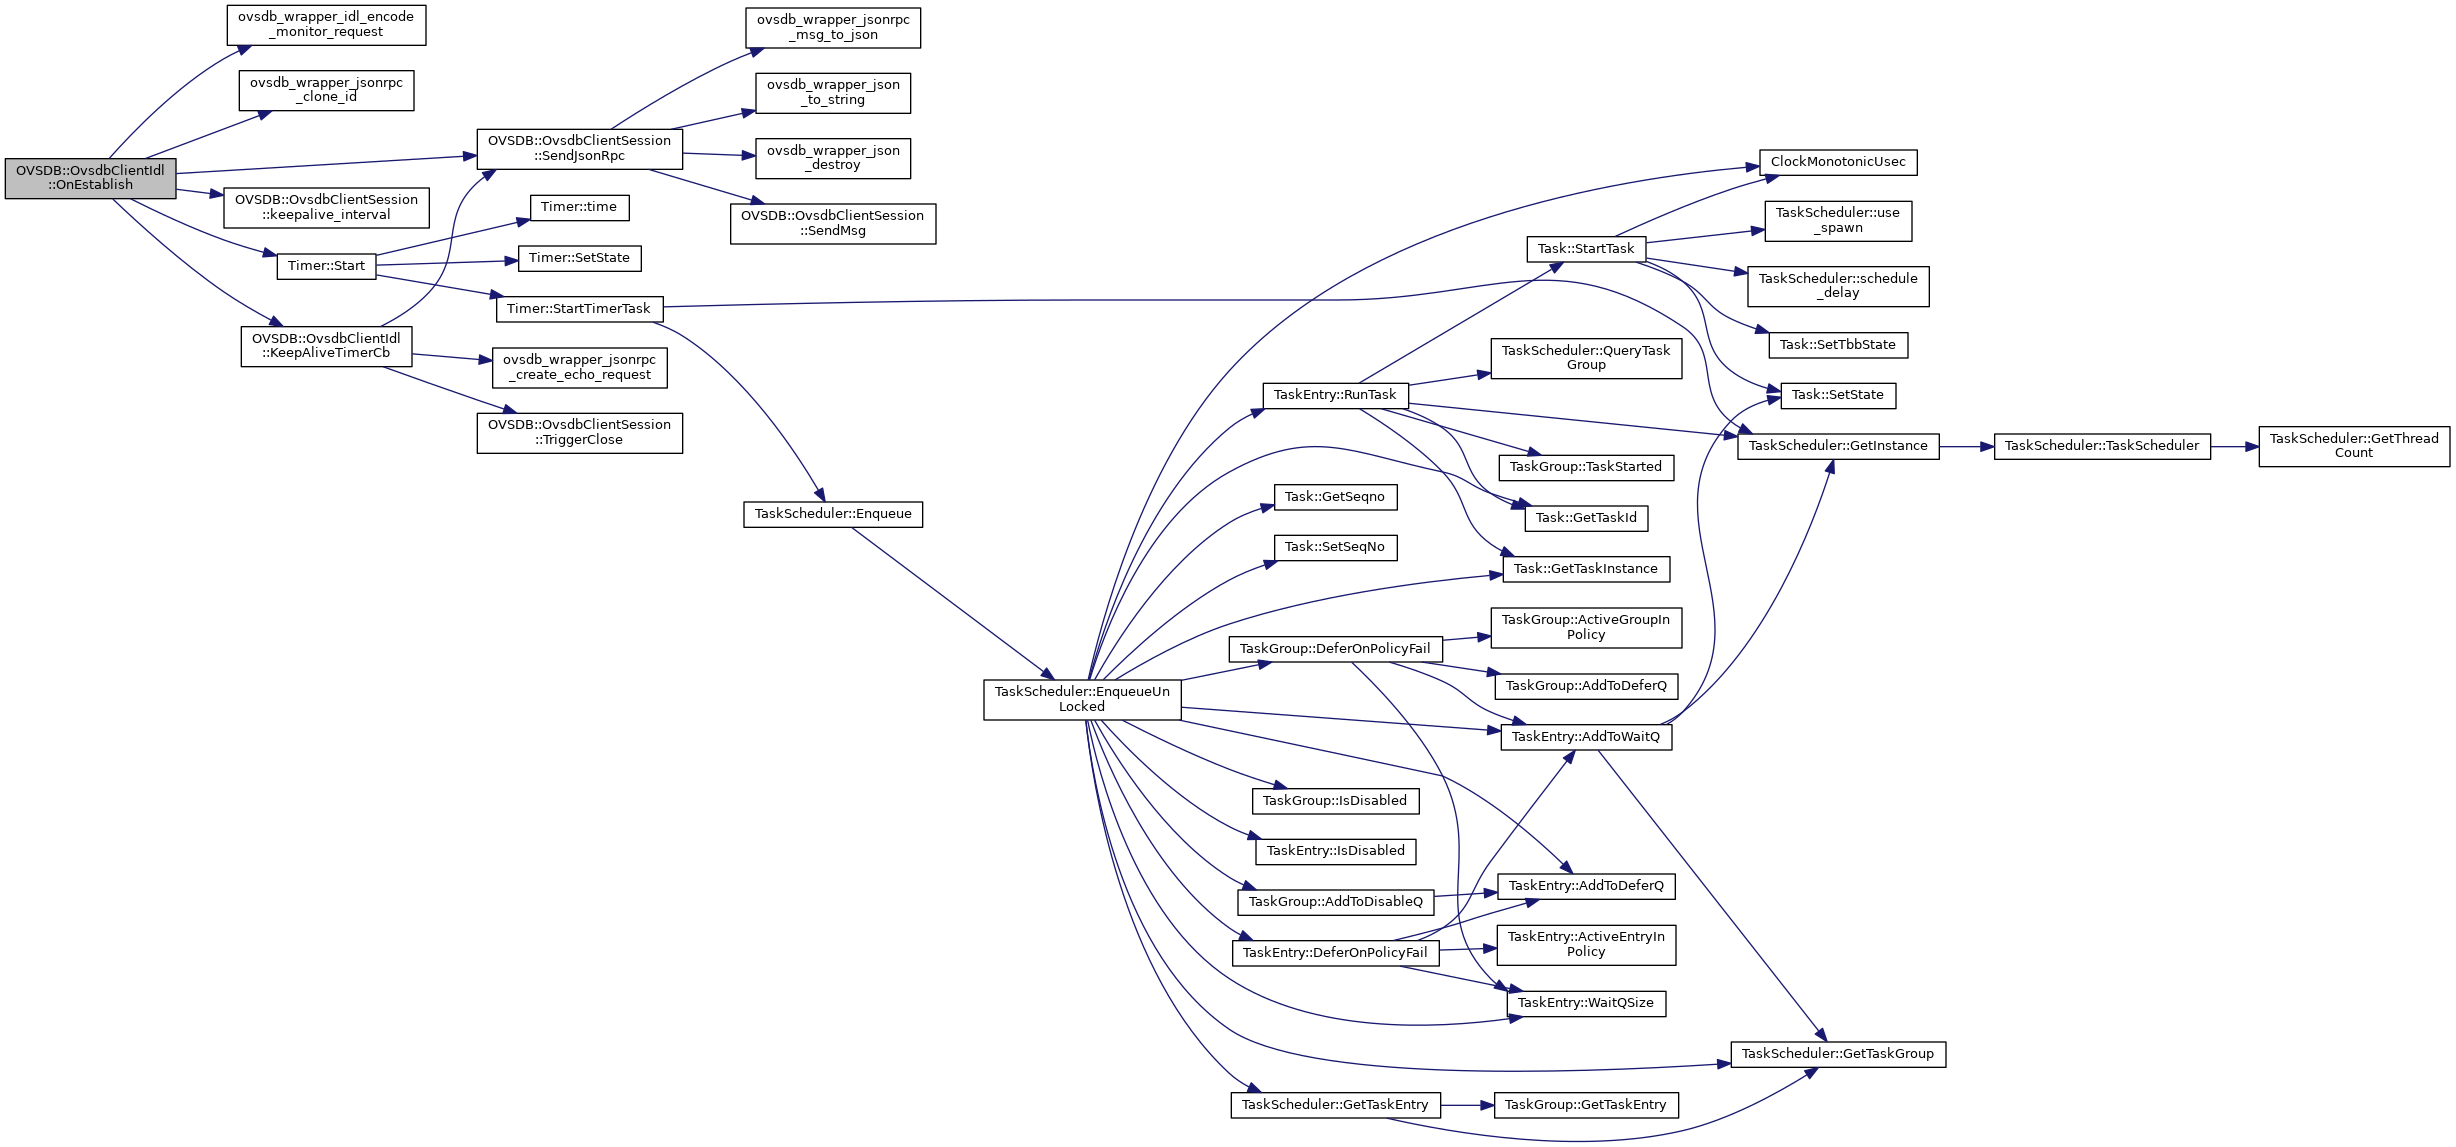 OVSDB::OvsdbClientIdl
::OnEstablish
ovsdb_wrapper_idl_encode
_monitor_request
ovsdb_wrapper_jsonrpc
_clone_id
OVSDB::OvsdbClientSession
::keepalive_interval
Timer::Start
OVSDB::OvsdbClientIdl
::KeepAliveTimerCb
OVSDB::OvsdbClientSession
::SendJsonRpc
Timer::time
Timer::SetState
Timer::StartTimerTask
ovsdb_wrapper_jsonrpc
_create_echo_request
OVSDB::OvsdbClientSession
::TriggerClose
ovsdb_wrapper_jsonrpc
_msg_to_json
ovsdb_wrapper_json
_to_string
ovsdb_wrapper_json
_destroy
OVSDB::OvsdbClientSession
::SendMsg
TaskScheduler::Enqueue
TaskScheduler::EnqueueUn
Locked
TaskEntry::RunTask
Task::GetSeqno
Task::SetSeqNo
TaskGroup::DeferOnPolicyFail
TaskGroup::IsDisabled
TaskEntry::IsDisabled
TaskGroup::AddToDisableQ
TaskEntry::DeferOnPolicyFail
TaskScheduler::GetTaskEntry
Task::StartTask
TaskScheduler::QueryTask
Group
TaskGroup::TaskStarted
Task::GetTaskId
Task::GetTaskInstance
TaskGroup::ActiveGroupIn
Policy
TaskGroup::AddToDeferQ
TaskEntry::AddToWaitQ
TaskEntry::AddToDeferQ
TaskEntry::ActiveEntryIn
Policy
TaskEntry::WaitQSize
TaskGroup::GetTaskEntry
ClockMonotonicUsec
TaskScheduler::use
_spawn
TaskScheduler::schedule
_delay
Task::SetTbbState
Task::SetState
TaskScheduler::GetInstance
TaskScheduler::GetTaskGroup
TaskScheduler::TaskScheduler
TaskScheduler::GetThread
Count